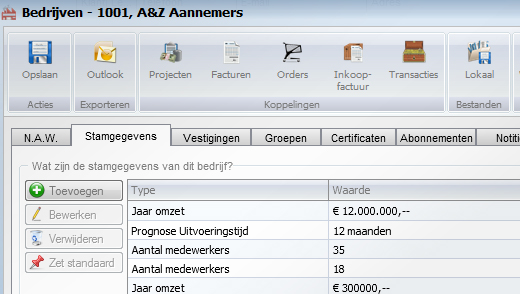 Bedrijven - 1001, A&Z Aannemers
Opslaan Outlook Projecten Facturen Orders Inkoop-factuur Transacties Lokaal
Acties Exporteren Koppelingen Bestanden
N.A.W. Stamgegevens Vestigingen Groepen Certificaten Abonnementen Notiti
Wat zijn de stamgegevens van dit bedrijf?
Toevoegen Type Waarde
Bewerken Jaar omzet € 12.000.000,--
Prognose Uitvoeringstijd 12 maanden
Verwijderen Aantal medewerkers 35
Zet standaard Aantal medewerkers 18
Jaar omzet € 300000,--